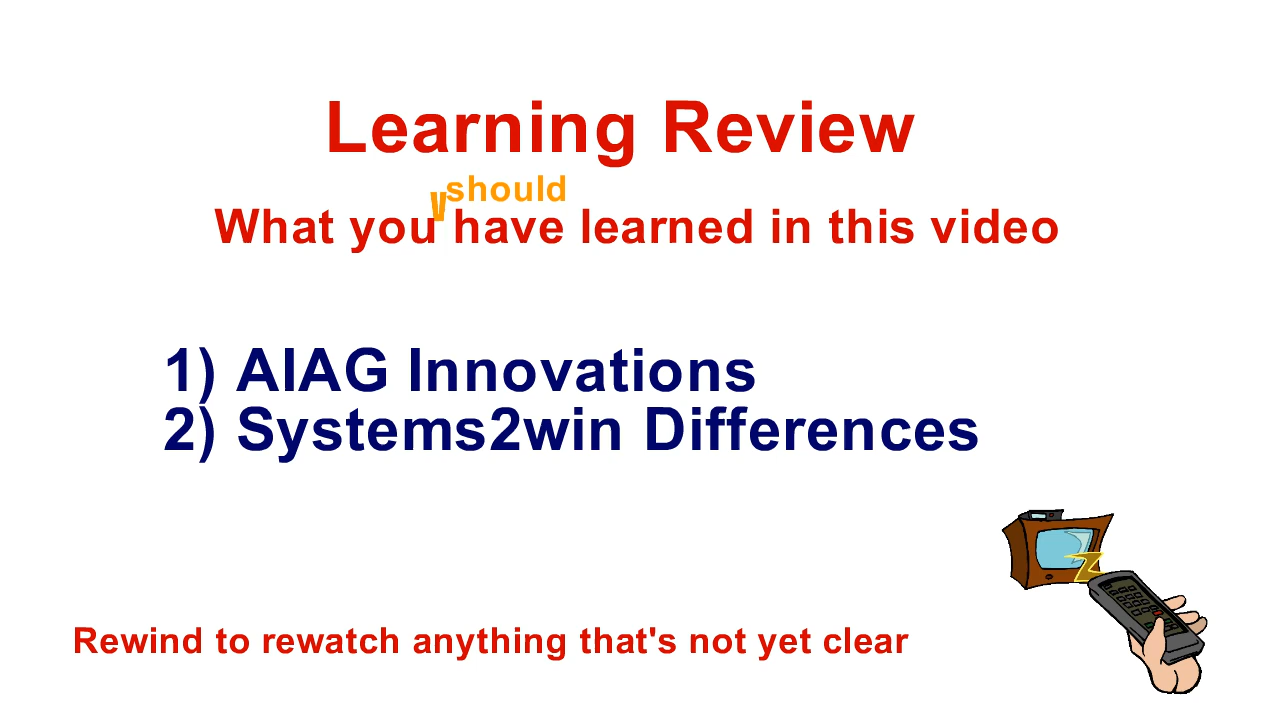 Learning Review
should
What you have learned in this video
1) AIAG Innovations
2) Systems2win Differences
Rewind to rewatch anything that's not yet clear